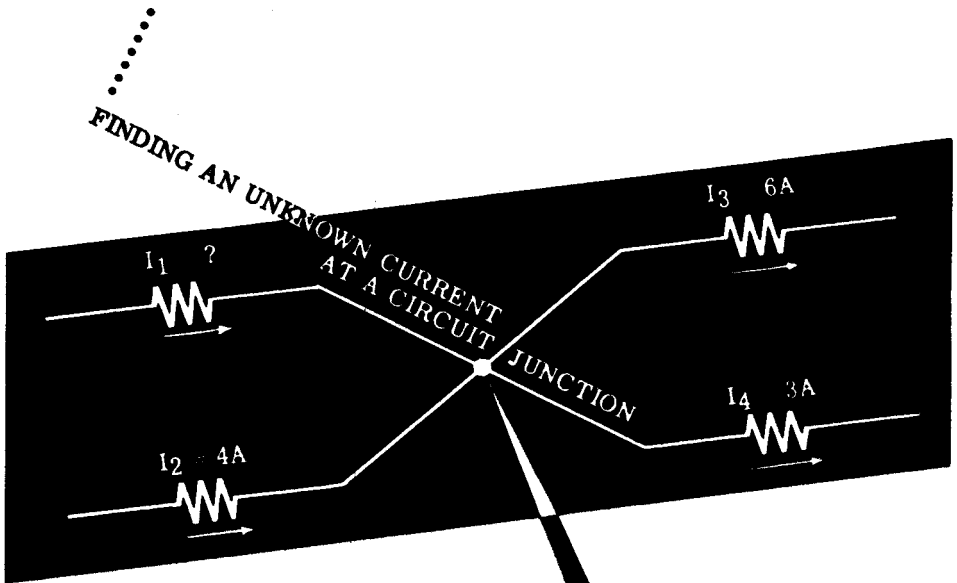 FINDING AN UNKNOWN CURRENT
AT A CIRCUIT JUNCTION
I1 ?
I2 = 4A
I3 6A
I4 3A